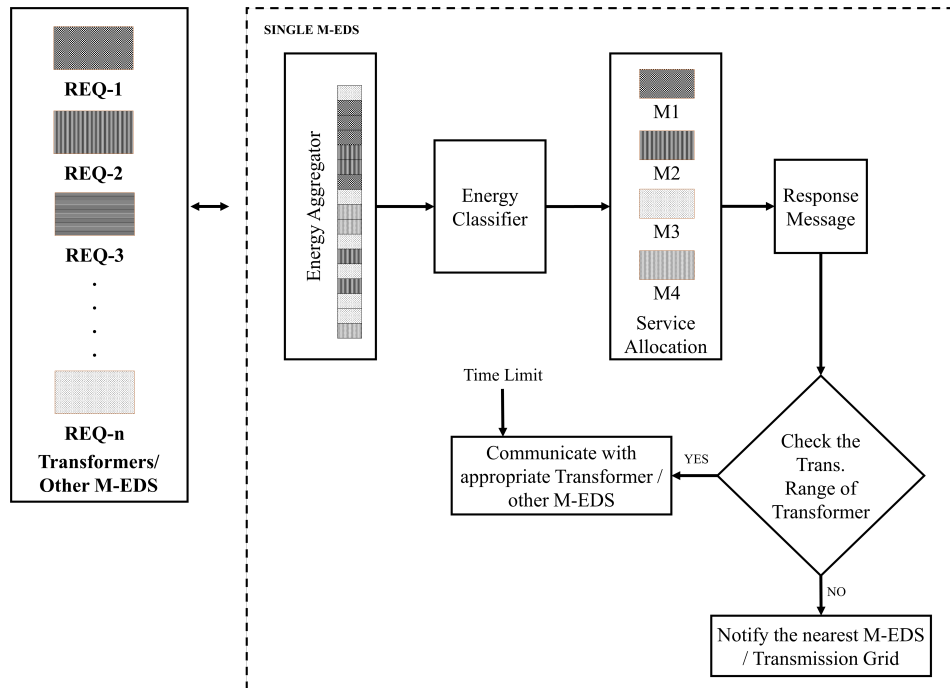 REQ-1
REQ-2
REQ-3
REQ-n
Transformers/
Other M-EDS
SINGLE M-EDS
Energy Aggregator
Energy
Classifier
M1
M2
M3
M4
Service
Allocation
Response
Message
Time Limit
Communicate with
appropriate Transformer /
other M-EDS
YES
Check the
Trans.
Range of
Transformer
NO
Notify the nearest M-EDS
/ Transmission Grid